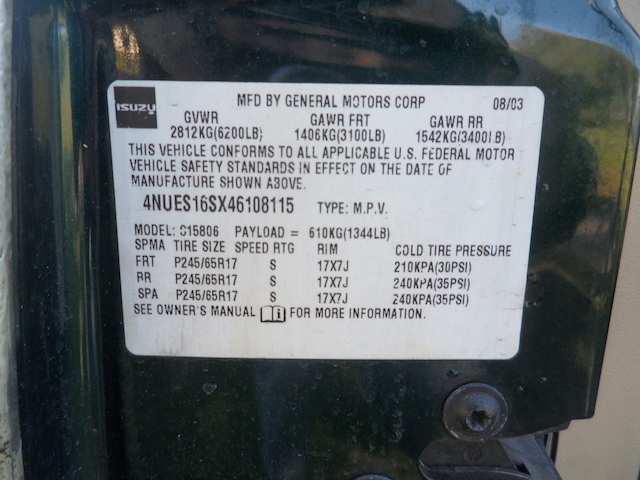 ISUZU MFD BY GENERAL MOTORS CORP 08/03
GVWR GAWR FRT GAWR RR
2812KG(6200LB) 1406KG(3100LB) 1542KG(3400LB)
THIS VEHICLE CONFORMS TO ALL APPLICABLE U.S. FEDERAL MOTOR
VEHICLE SAFETY STANDARDS IN EFFECT ON THE DATE OF
MANUFACTURE SHOWN ABOVE.
4NUES16SX46108115 TYPE: M.P.V.
MODEL: C15806 PAYLOAD = 610KG(1344LB)
SPMA TIRE SIZE SPEED RTG RIM COLD TIRE PRESSURE
FRT P245/65R17 S 17X7J 210KPA(30PSI)
RR P245/65R17 S 17X7J 240KPA(35PSI)
SPA P245/65R17 S 17X7J 240KPA(35PSI)
SEE OWNER'S MANUAL FOR MORE INFORMATION.